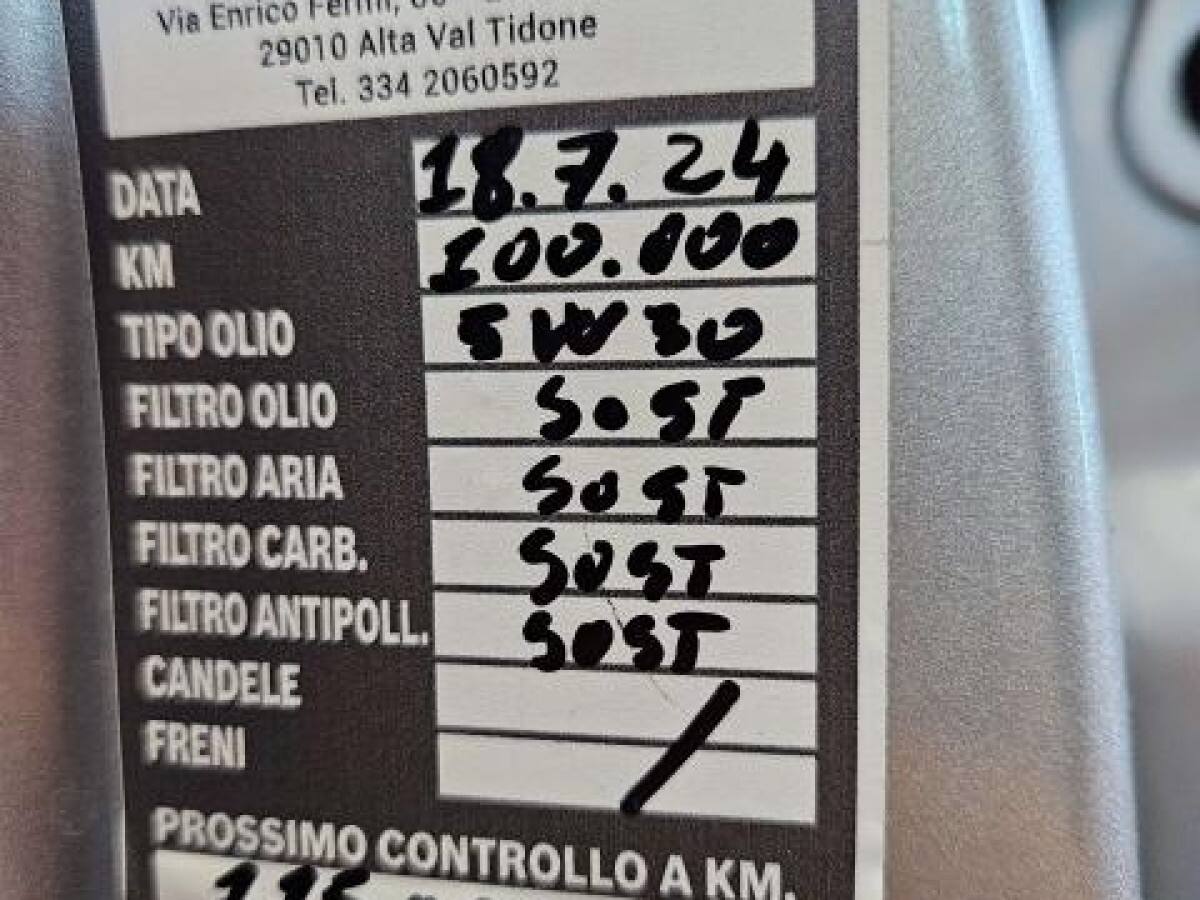 Via Enrico Fermi,
29010 Alta Val Tidone
Tel. 334 2060592
DATA 18.7.24
KM 100.000
TIPO OLIO 5W30
FILTRO OLIO SOST
FILTRO ARIA SOST
FILTRO CARB. SOST
FILTRO ANTIPOLL. SOST
CANDELE /
FRENI
PROSSIMO CONTROLLO A KM.